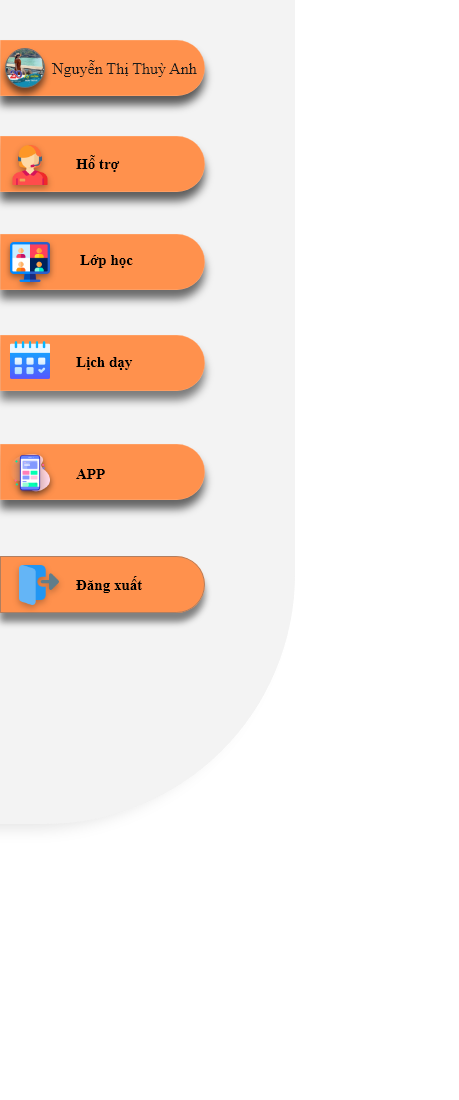 Nguyễn Thị Thuỳ Anh
Hỗ trợ
Lớp học
Lịch dạy
APP
Đăng xuất